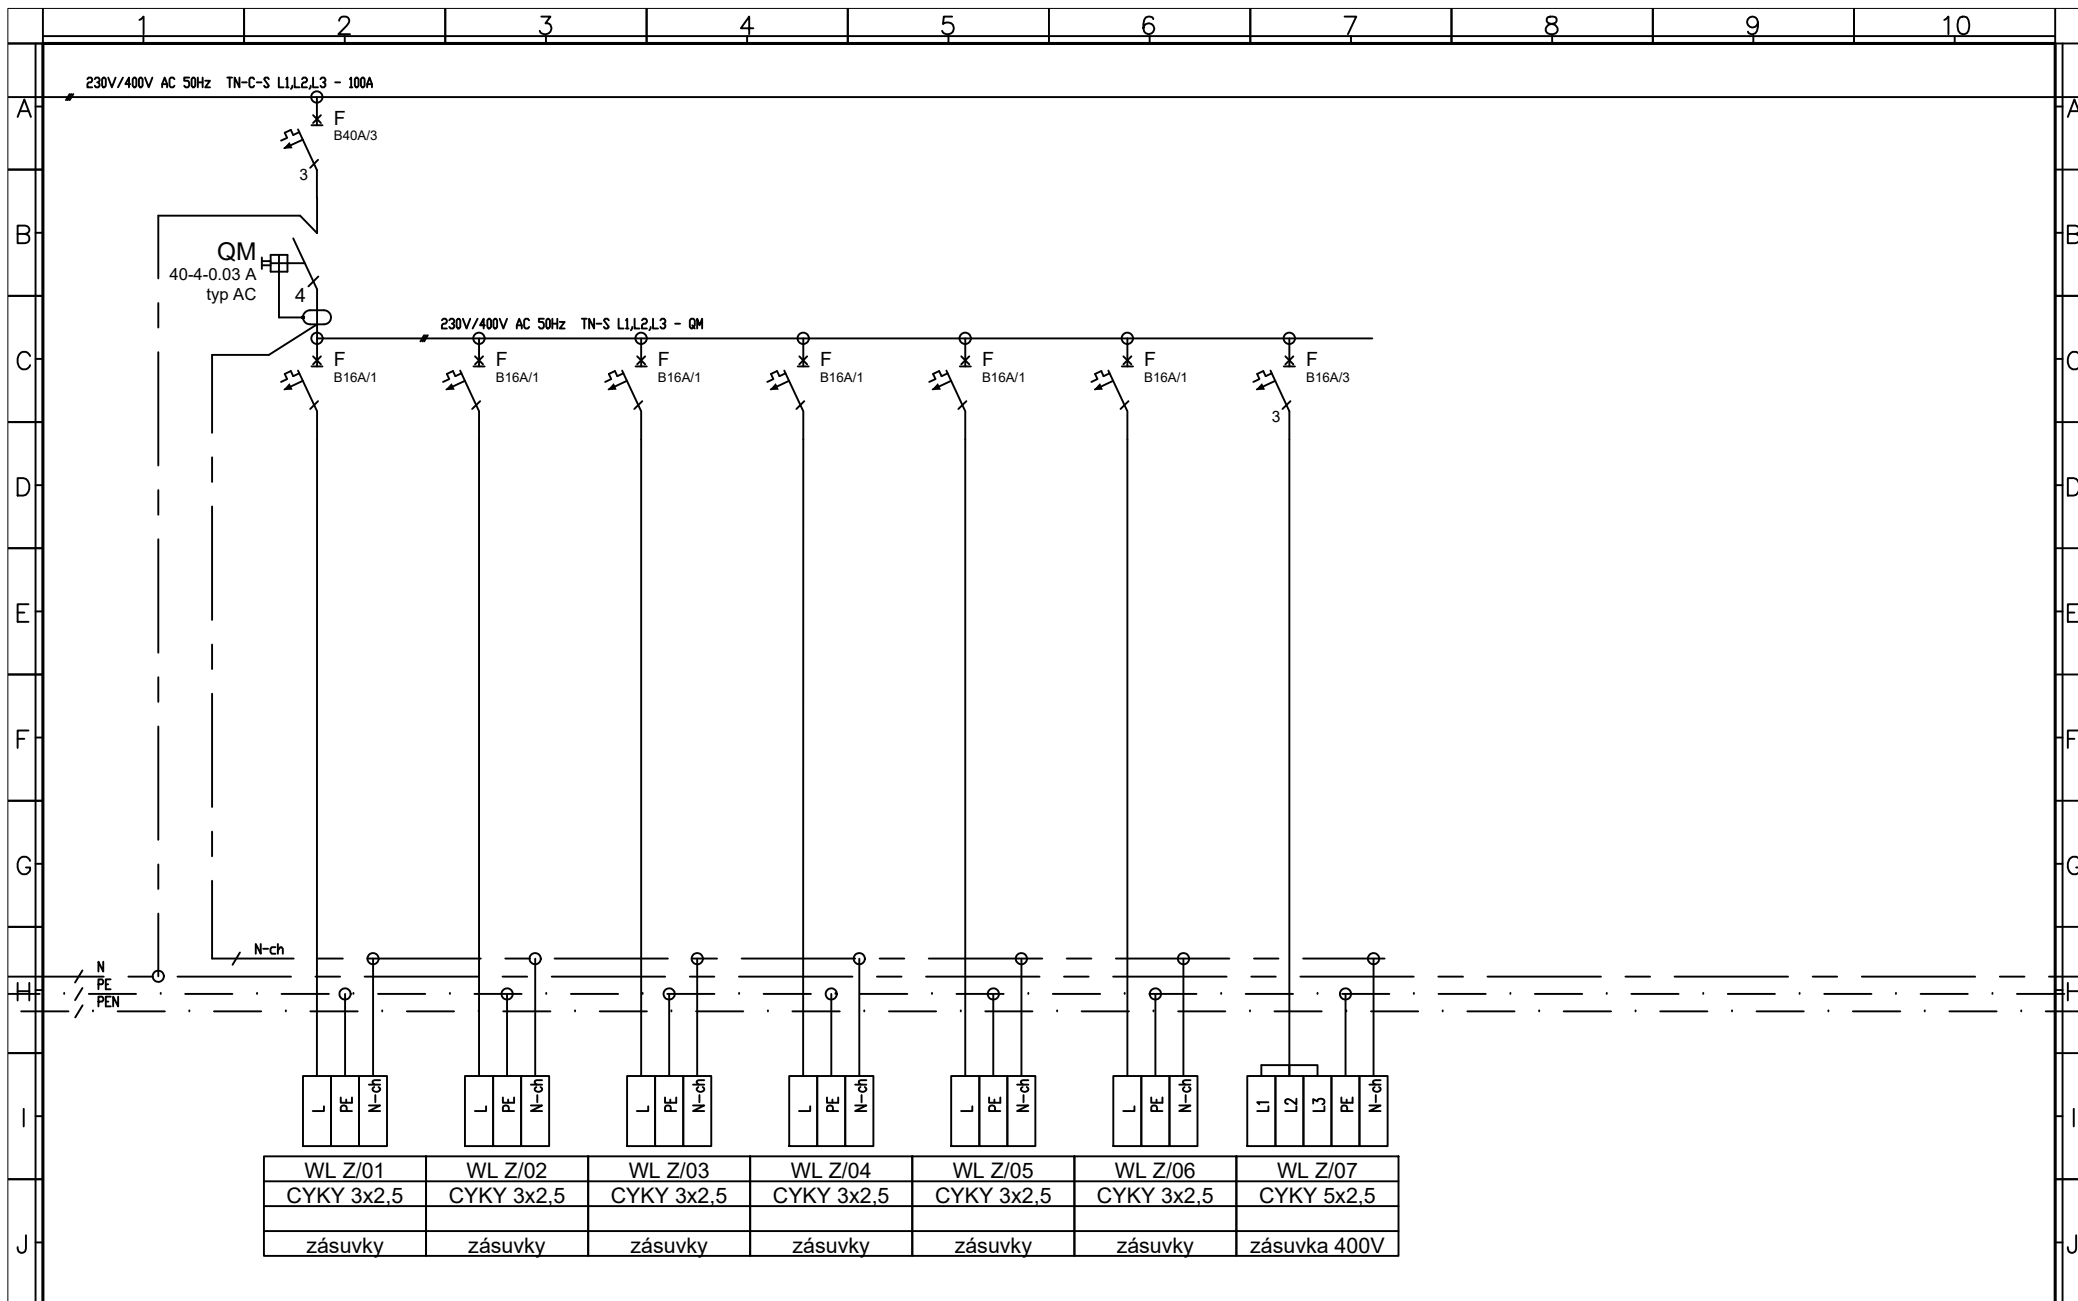 1 2 3 4 5 6 7 8 9 10
230V/400V AC 50Hz TN-C-S L1,L2,L3 - 100A
A A
F
B40A/3
3
B B
QM
40-4-0.03 A
typ AC
4
230V/400V AC 50Hz TN-S L1,L2,L3 - QM
C C
F F F F F F F
B16A/1 B16A/1 B16A/1 B16A/1 B16A/1 B16A/1 B16A/3
3
D D
E E
F F
G G
N-ch
N
H H
PE
PEN
L PE N-ch L PE N-ch L PE N-ch L PE N-ch L PE N-ch L PE N-ch L1 L2 L3 PE N-ch
I I
WL Z/01 WL Z/02 WL Z/03 WL Z/04 WL Z/05 WL Z/06 WL Z/07
CYKY 3x2,5 CYKY 3x2,5 CYKY 3x2,5 CYKY 3x2,5 CYKY 3x2,5 CYKY 3x2,5 CYKY 5x2,5
J J
zásuvky zásuvky zásuvky zásuvky zásuvky zásuvky zásuvka 400V